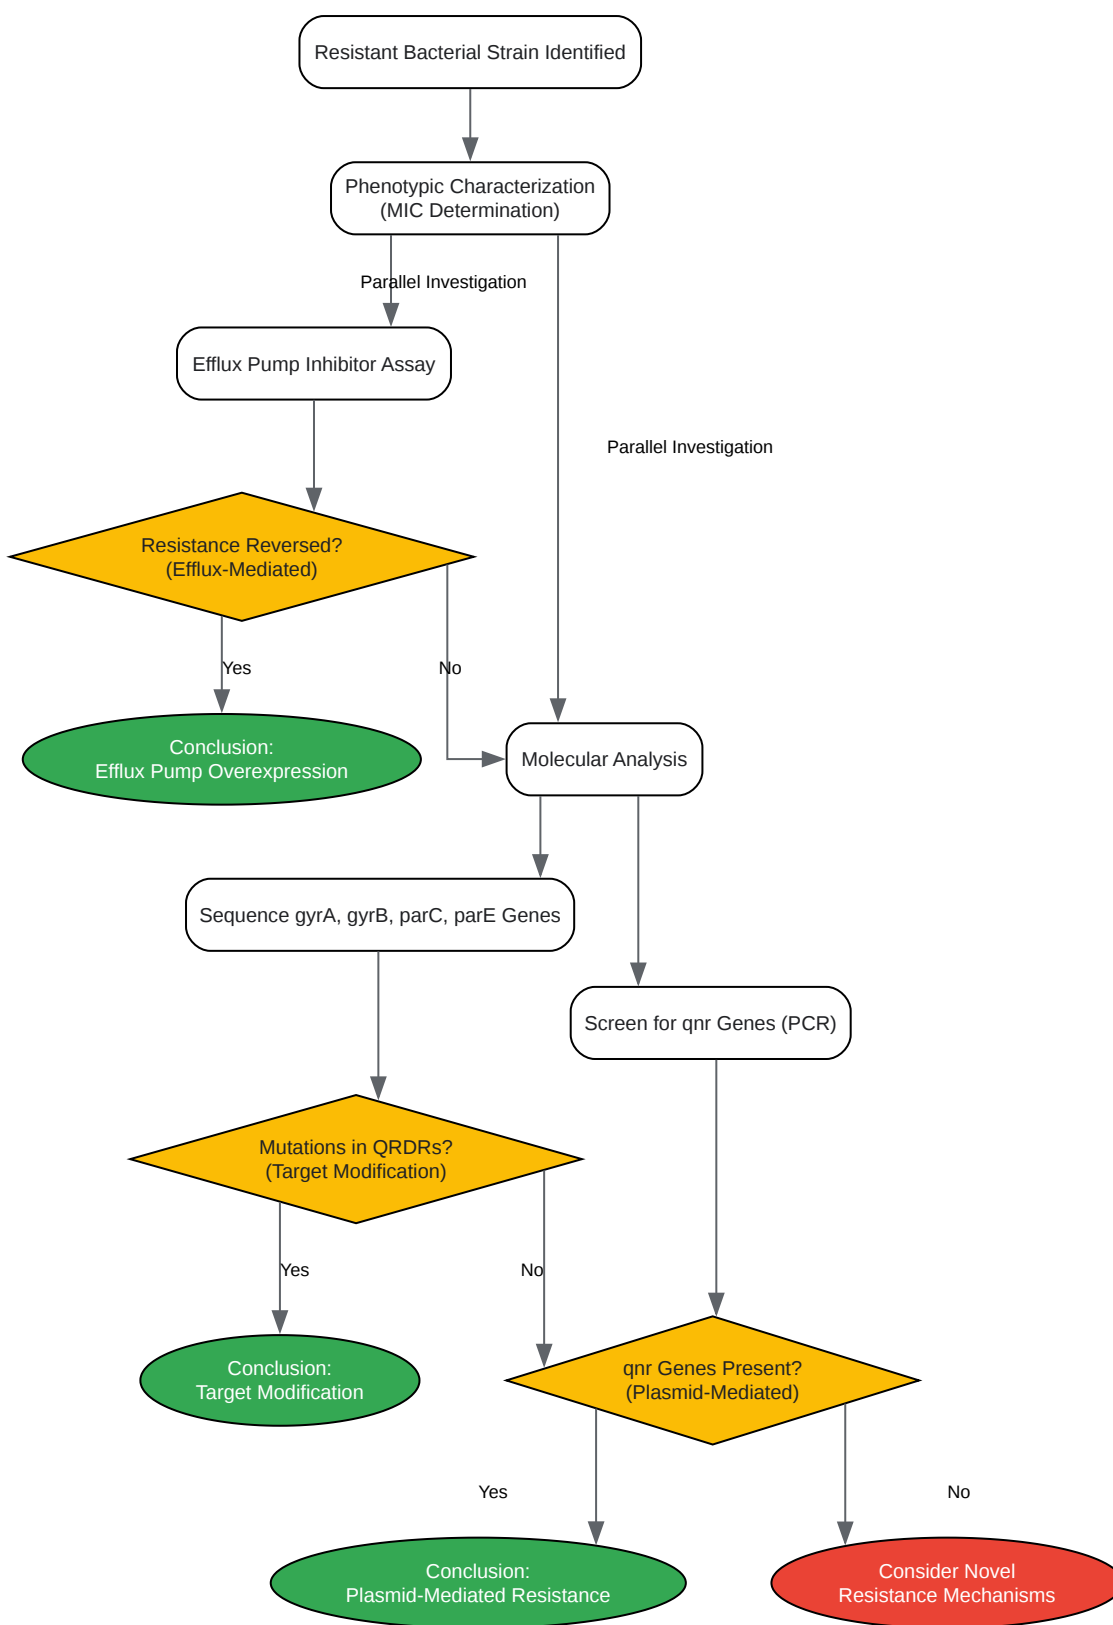 Resistant Bacterial Strain Identified
Phenotypic Characterization
(MIC Determination)
Parallel Investigation
Efflux Pump Inhibitor Assay
Parallel Investigation
Resistance Reversed?
(Efflux-Mediated)
Yes
No
Conclusion:
Efflux Pump Overexpression
Molecular Analysis
Sequence gyrA, gyrB, parC, parE Genes
Screen for qnr Genes (PCR)
Mutations in QRDRs?
(Target Modification)
Yes
No
Conclusion:
Target Modification
qnr Genes Present?
(Plasmid-Mediated)
Yes
No
Conclusion:
Plasmid-Mediated Resistance
Consider Novel
Resistance Mechanisms